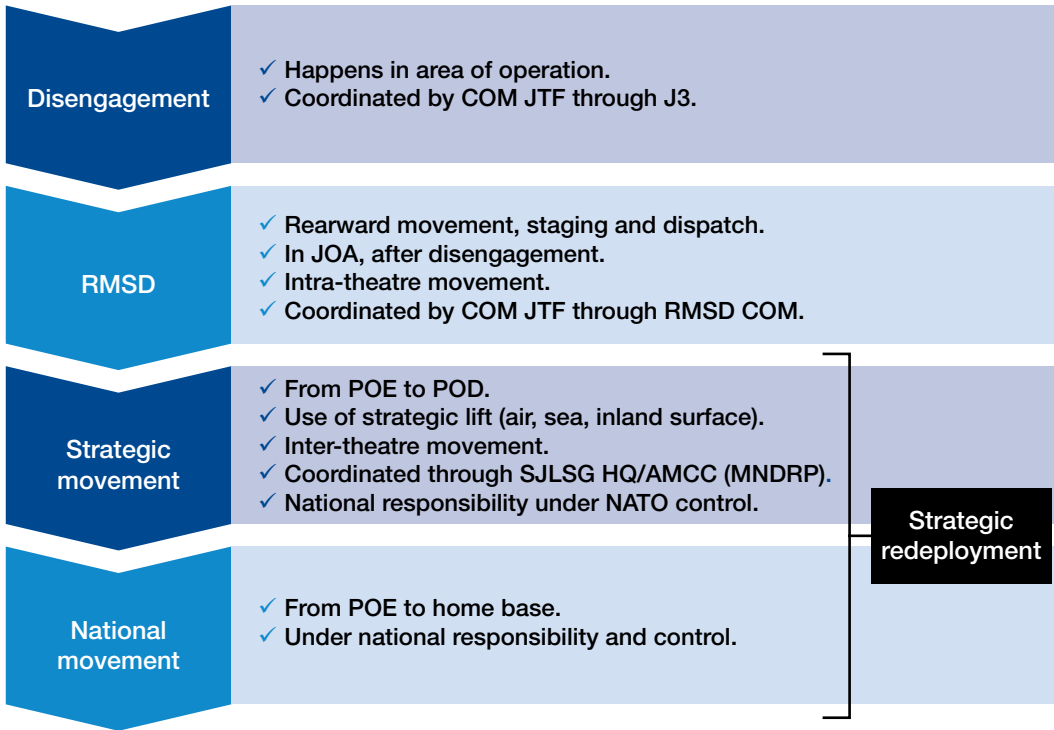 Disengagement
✓ Happens in area of operation.
✓ Coordinated by COM JTF through J3.
RMSD
✓ Rearward movement, staging and dispatch.
✓ In JOA, after disengagement.
✓ Intra-theatre movement.
✓ Coordinated by COM JTF through RMSD COM.
Strategic
movement
✓ From POE to POD.
✓ Use of strategic lift (air, sea, inland surface).
✓ Inter-theatre movement.
✓ Coordinated through SJLSG HQ/AMCC (MNDRP).
✓ National responsibility under NATO control.
Strategic
redeployment
National
movement
✓ From POE to home base.
✓ Under national responsibility and control.